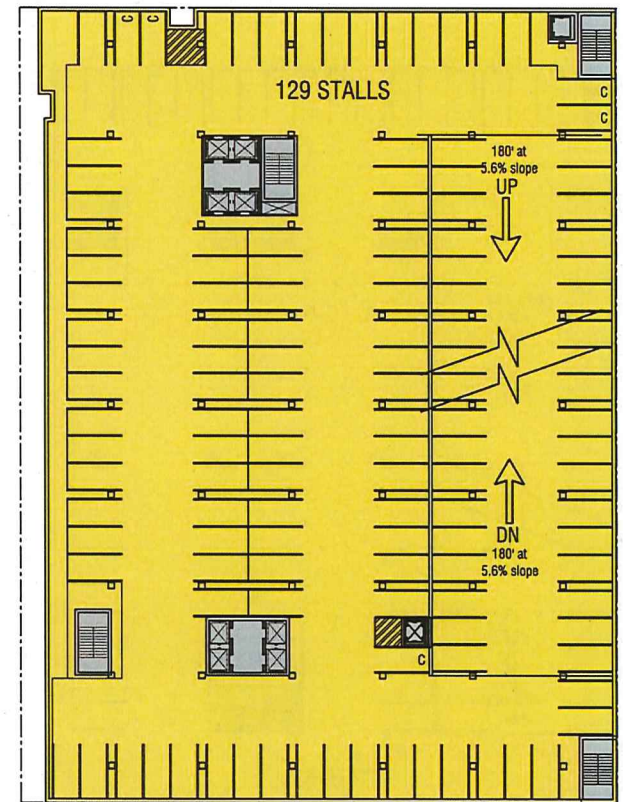 C C
129 STALLS
C
C
180' at
5.6% slope
UP
DN
180' at
5.6% slope
C